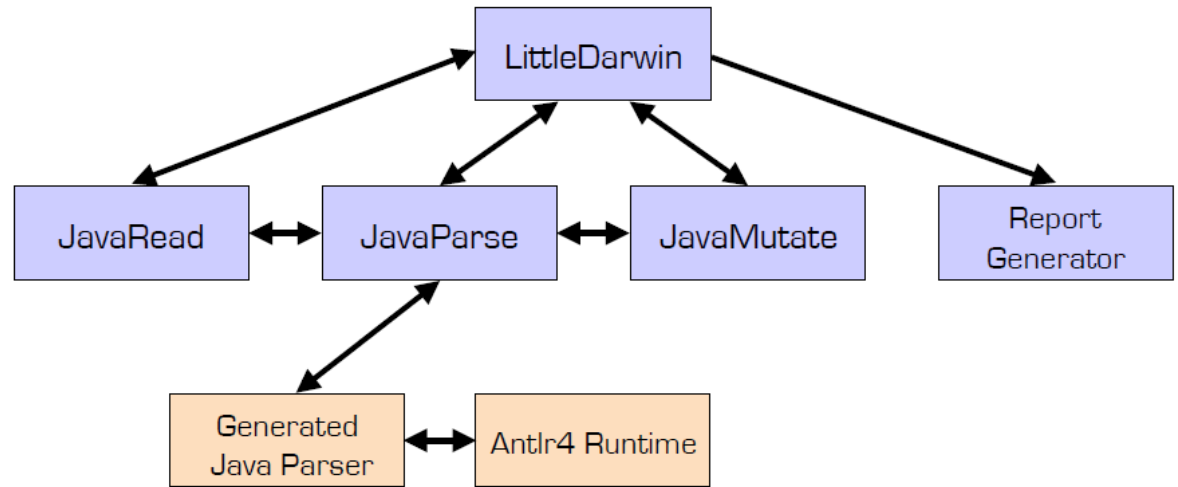 LittleDarwin
JavaRead
JavaParse
JavaMutate
Report
Generator
Generated
Java Parser
Antlr4 Runtime